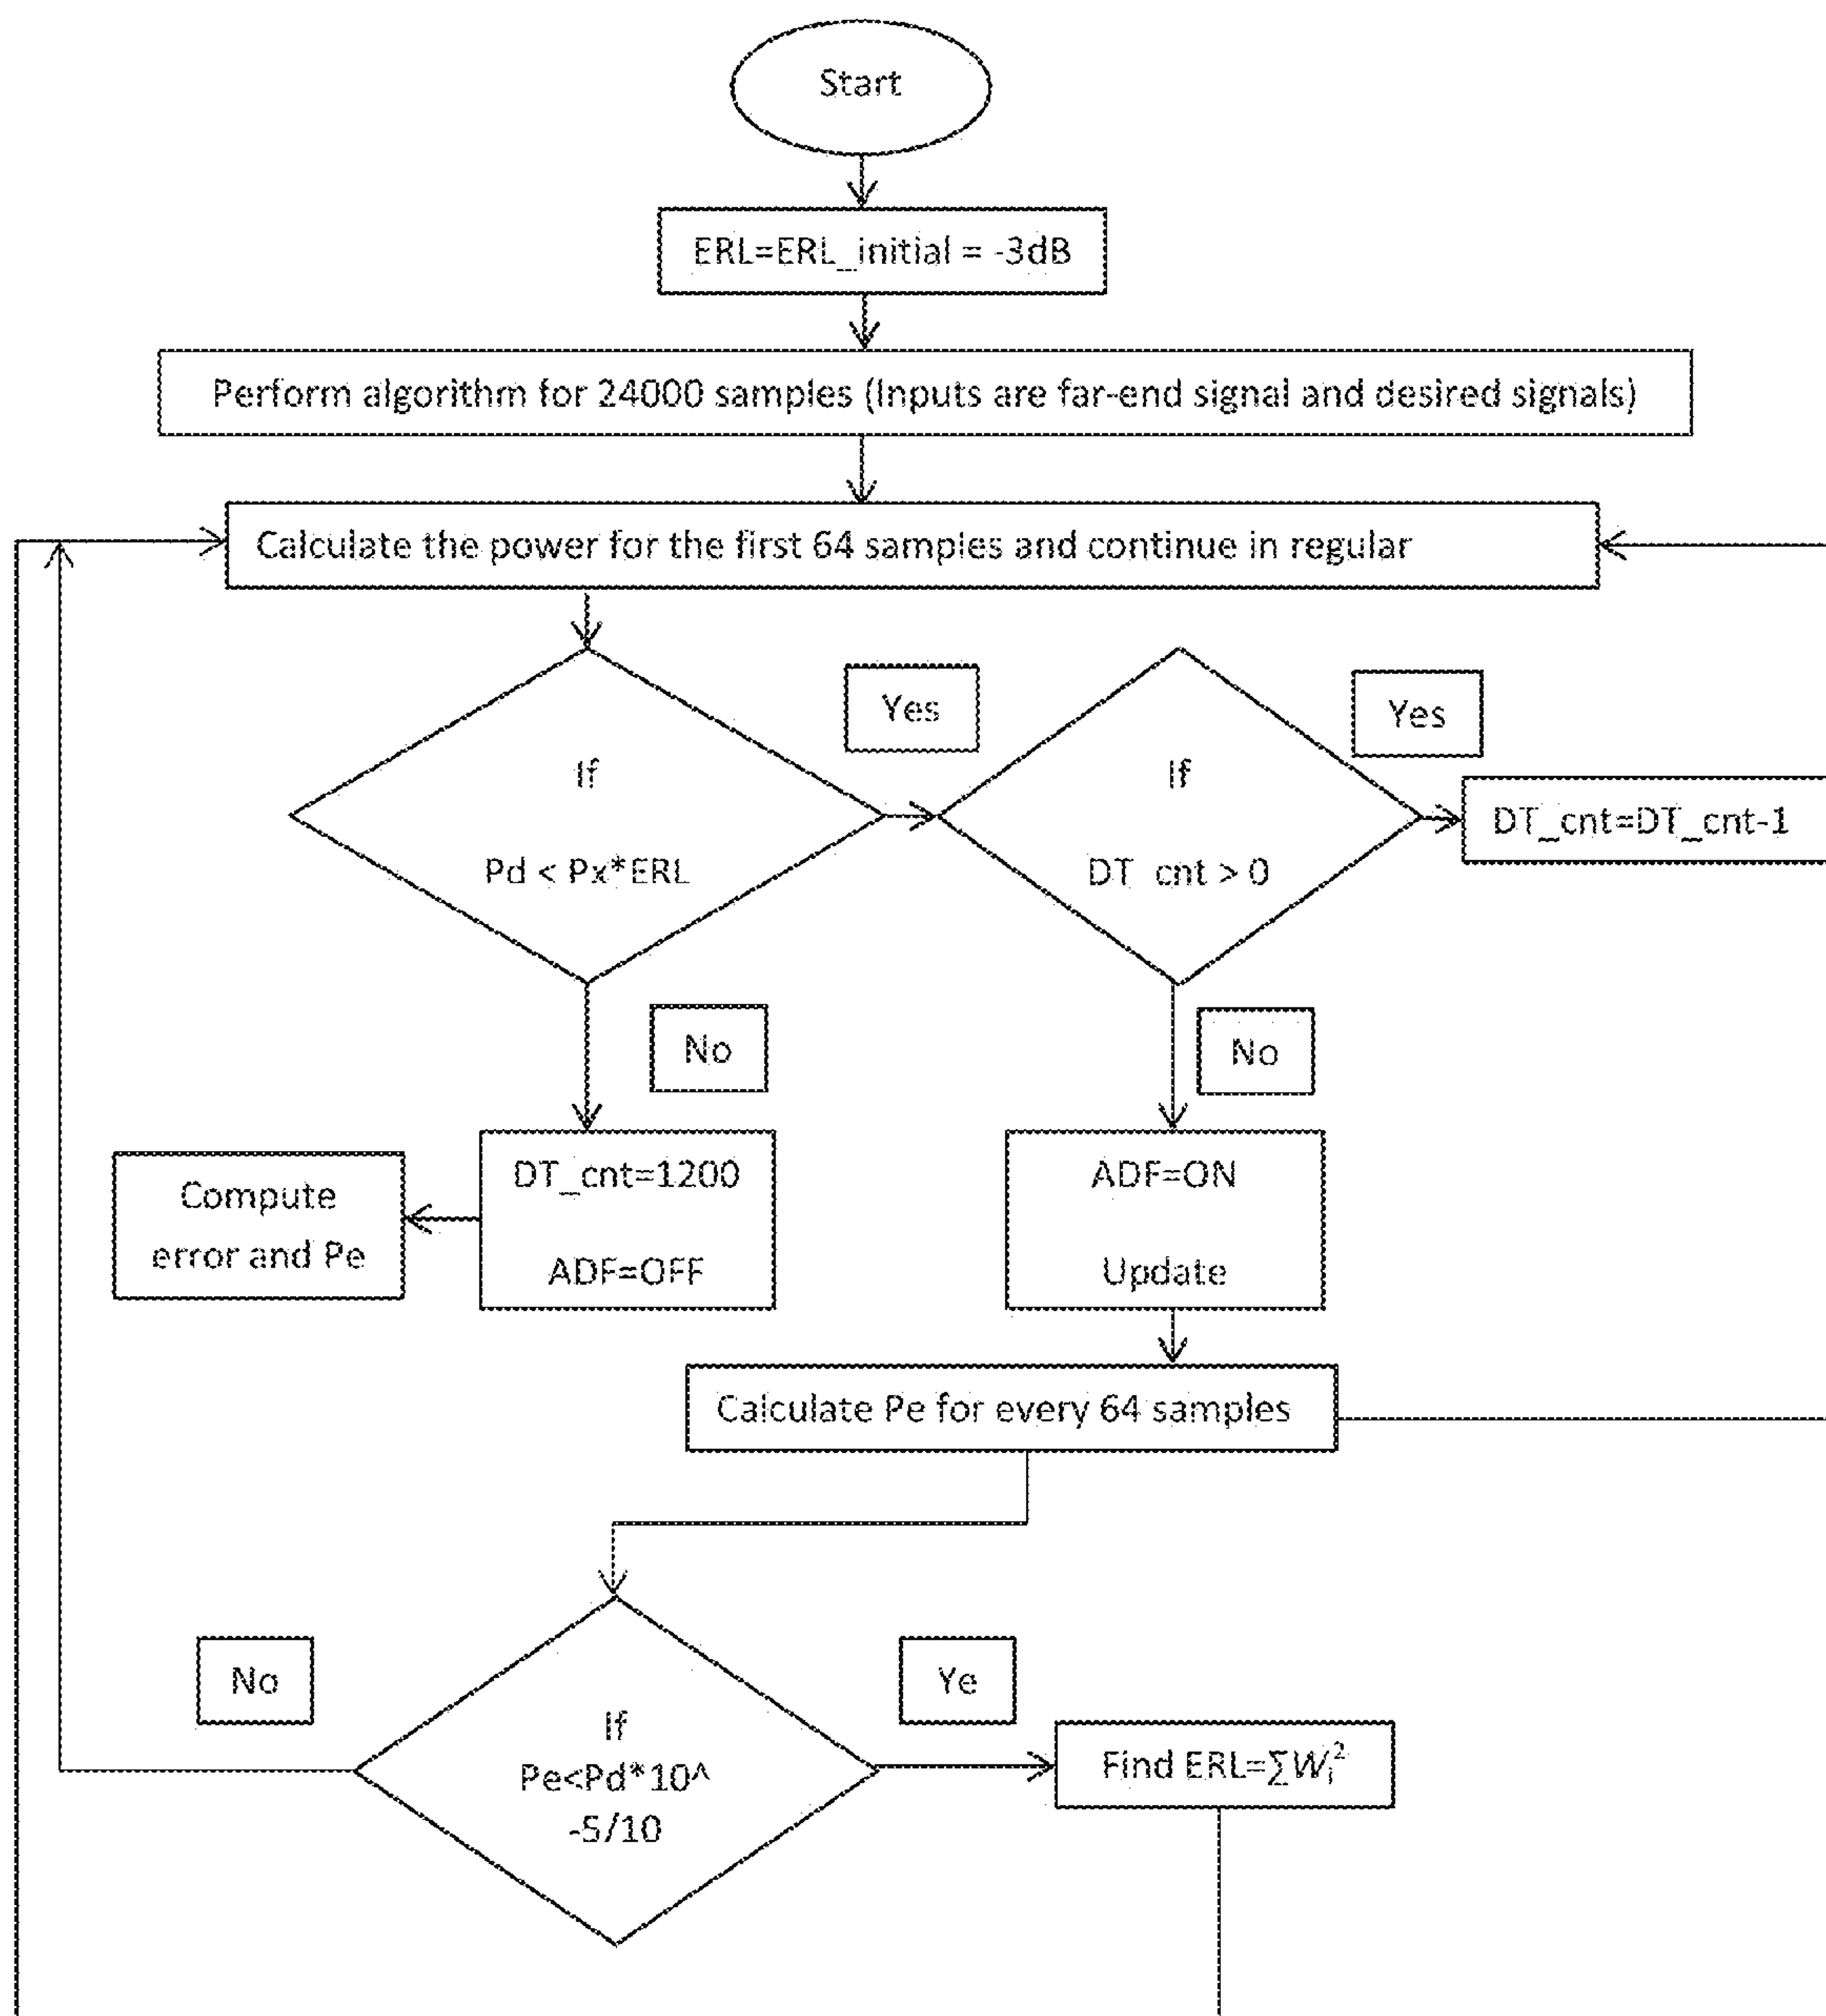 Start
ERL=ERL_initial = -3dB
Perform algorithm for 24000 samples (Inputs are far-end signal and desired signals)
Calculate the power for the first 64 samples and continue in regular
If
Pd < Px*ERL
Yes
If
DT_cnt > 0
Yes
DT_cnt=DT_cnt-1
No
No
Compute
error and Pe
DT_cnt=1200
ADF=OFF
ADF=ON
Update
Calculate Pe for every 64 samples
No
If
Pe<Pd*10^
-5/10
Ye
Find ERL=∑W_i^2